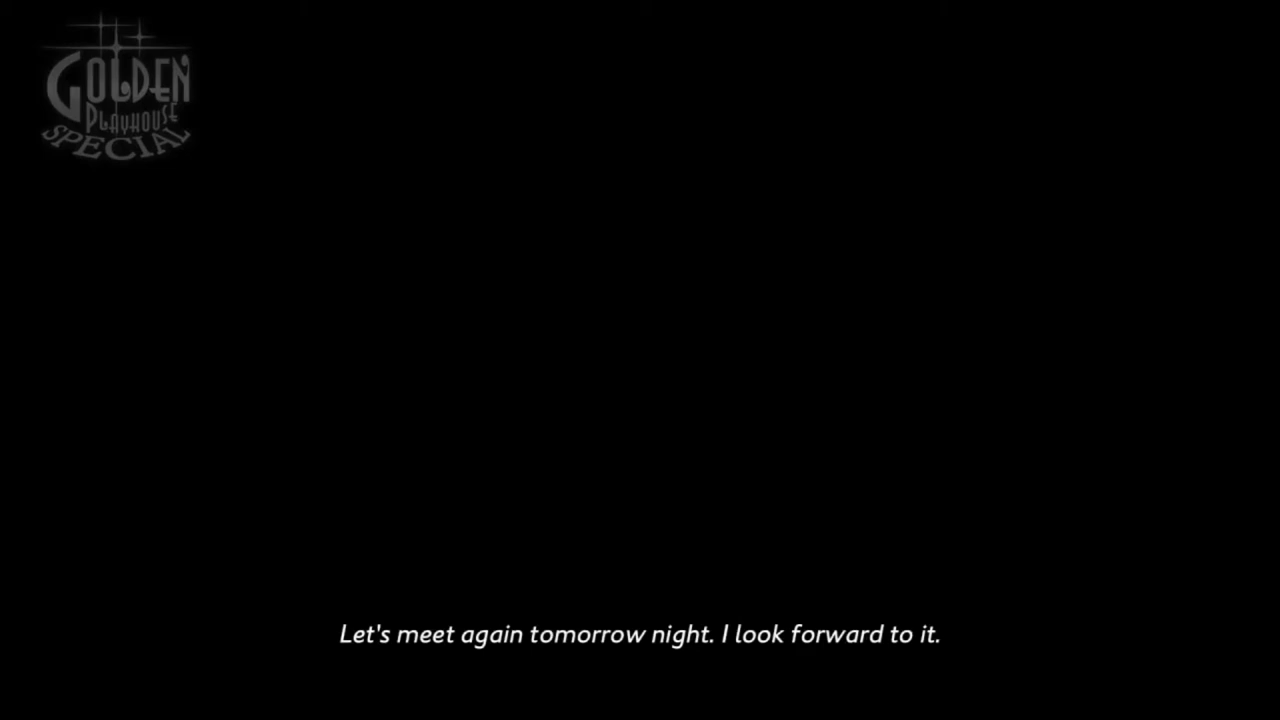 GOLDEN
PLAYHOUSE
SPECIAL
Let's meet again tomorrow night. I look forward to it.